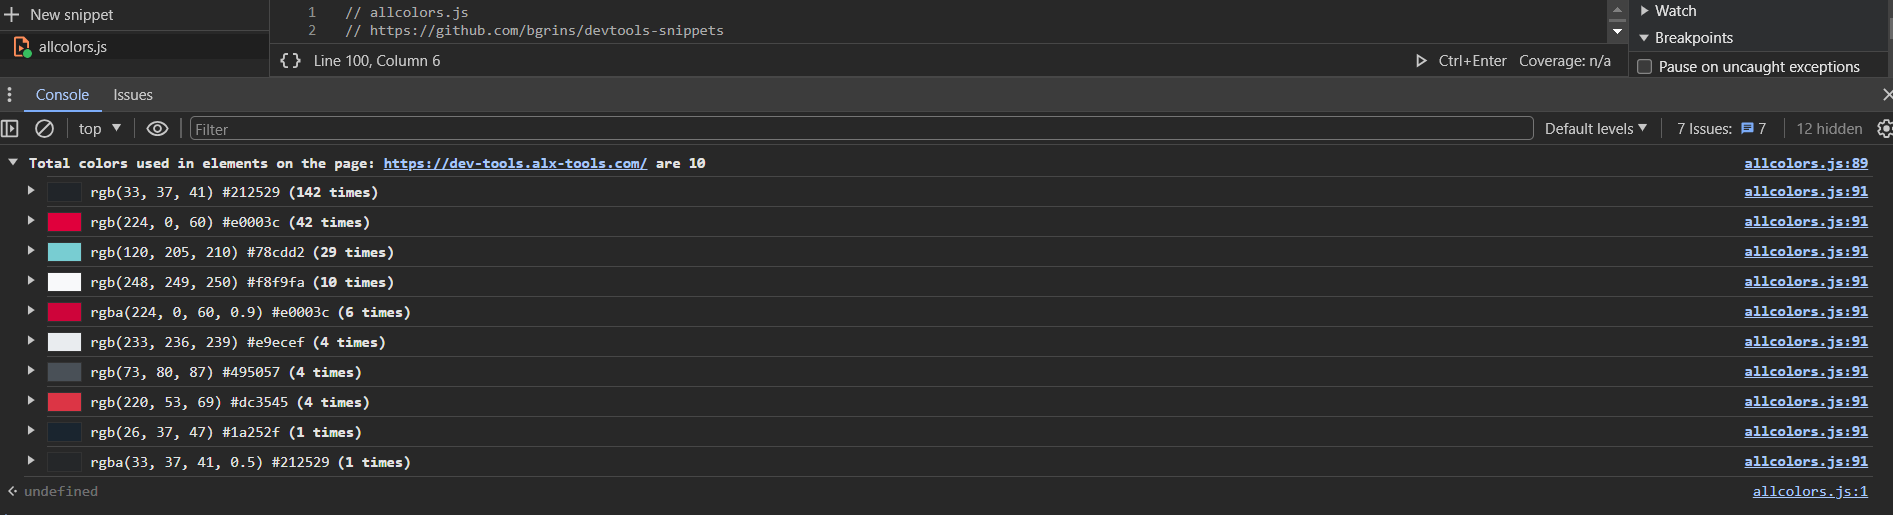 New snippet
allcolors.js
1 // allcolors.js
2 // https://github.com/bgrins/devtools-snippets
{} Line 100, Column 6
Ctrl+Enter Coverage: n/a
Watch
Breakpoints
Pause on uncaught exceptions
Console Issues
top Filter Default levels 7 Issues: 7 12 hidden
Total colors used in elements on the page: https://dev-tools.alx-tools.com/ are 10 allcolors.js:89
rgb(33, 37, 41) #212529 (142 times) allcolors.js:91
rgb(224, 0, 60) #e0003c (42 times) allcolors.js:91
rgb(120, 205, 210) #78cdd2 (29 times) allcolors.js:91
rgb(248, 249, 250) #f8f9fa (10 times) allcolors.js:91
rgba(224, 0, 60, 0.9) #e0003c (6 times) allcolors.js:91
rgb(233, 236, 239) #e9ecef (4 times) allcolors.js:91
rgb(73, 80, 87) #495057 (4 times) allcolors.js:91
rgb(220, 53, 69) #dc3545 (4 times) allcolors.js:91
rgb(26, 37, 47) #1a252f (1 times) allcolors.js:91
rgba(33, 37, 41, 0.5) #212529 (1 times) allcolors.js:91
undefined allcolors.js:1